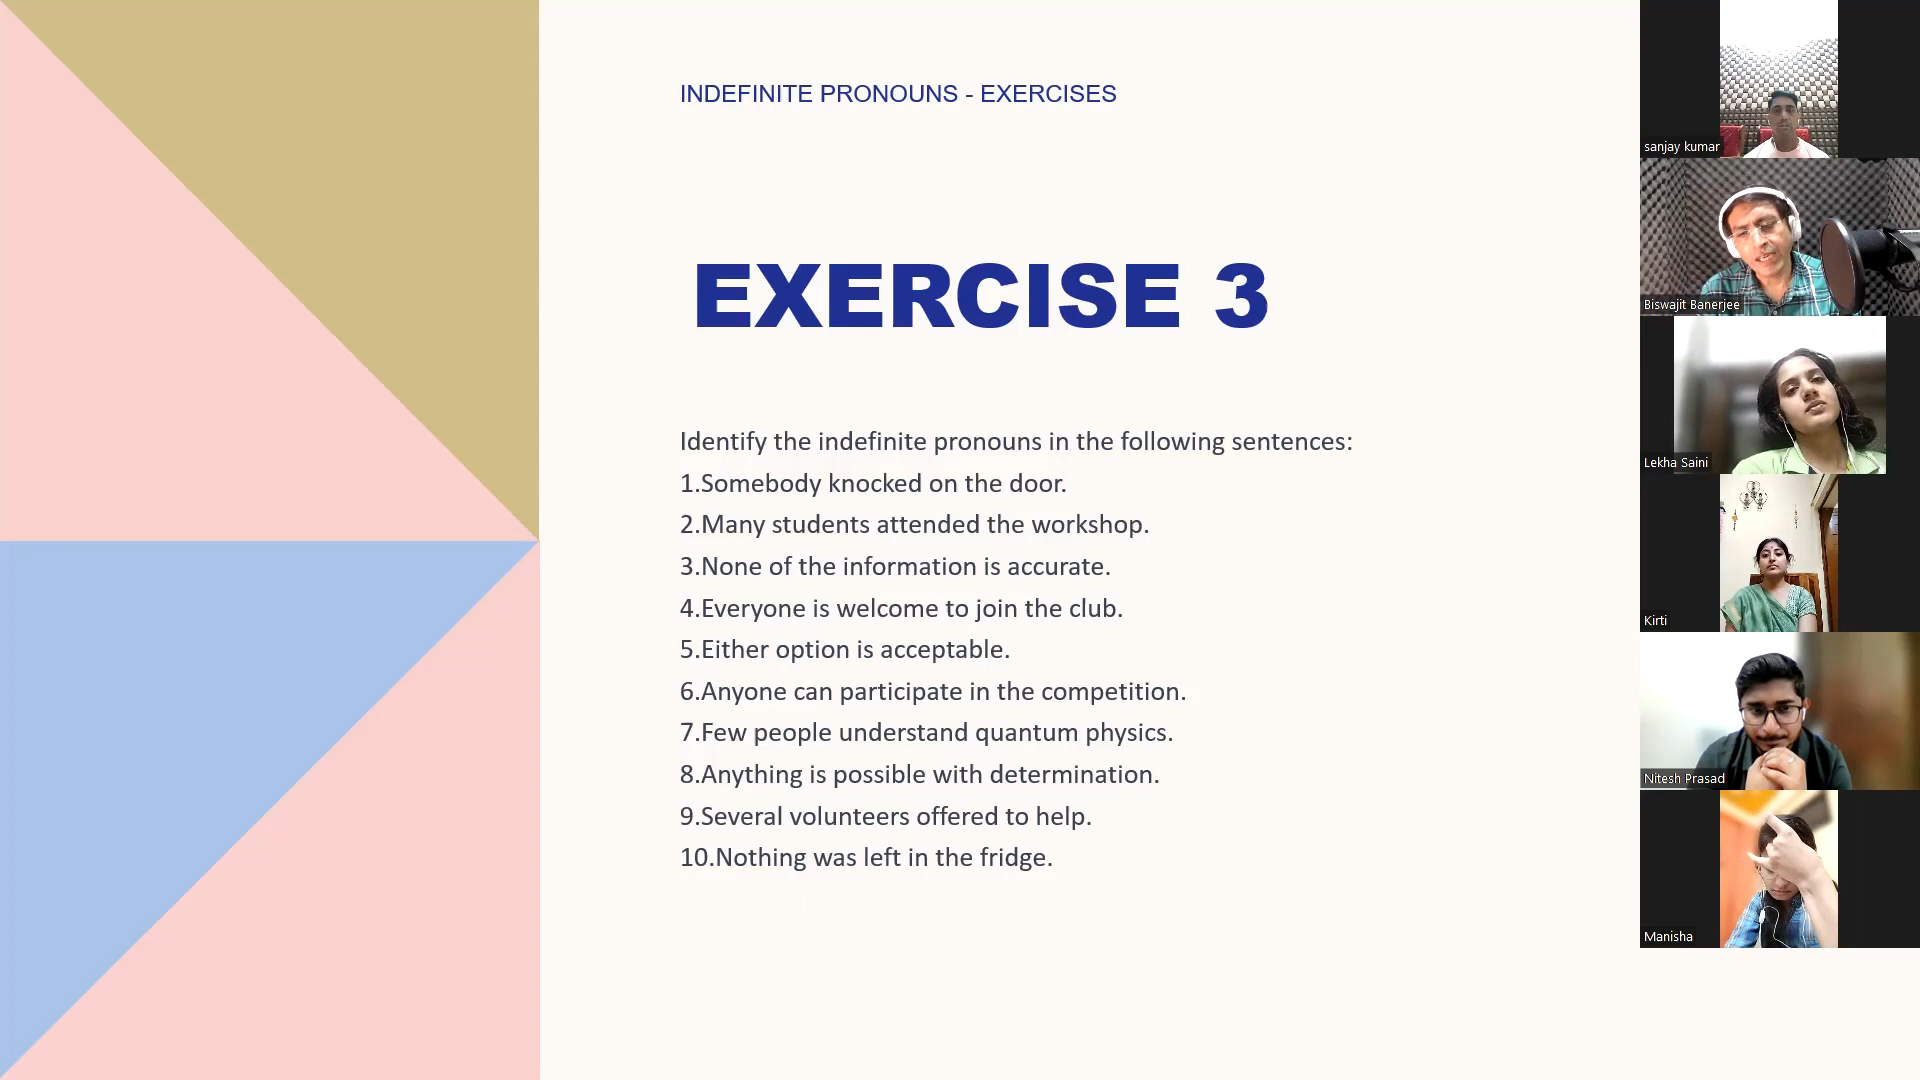 INDEFINITE PRONOUNS - EXERCISES
EXERCISE 3
Identify the indefinite pronouns in the following sentences:
1.Somebody knocked on the door.
2.Many students attended the workshop.
3.None of the information is accurate.
4.Everyone is welcome to join the club.
5.Either option is acceptable.
6.Anyone can participate in the competition.
7.Few people understand quantum physics.
8.Anything is possible with determination.
9.Several volunteers offered to help.
10.Nothing was left in the fridge.
sanjay kumar
Biswajit Banerjee
Lekha Saini
Kirti
Nitesh Prasad
Manisha